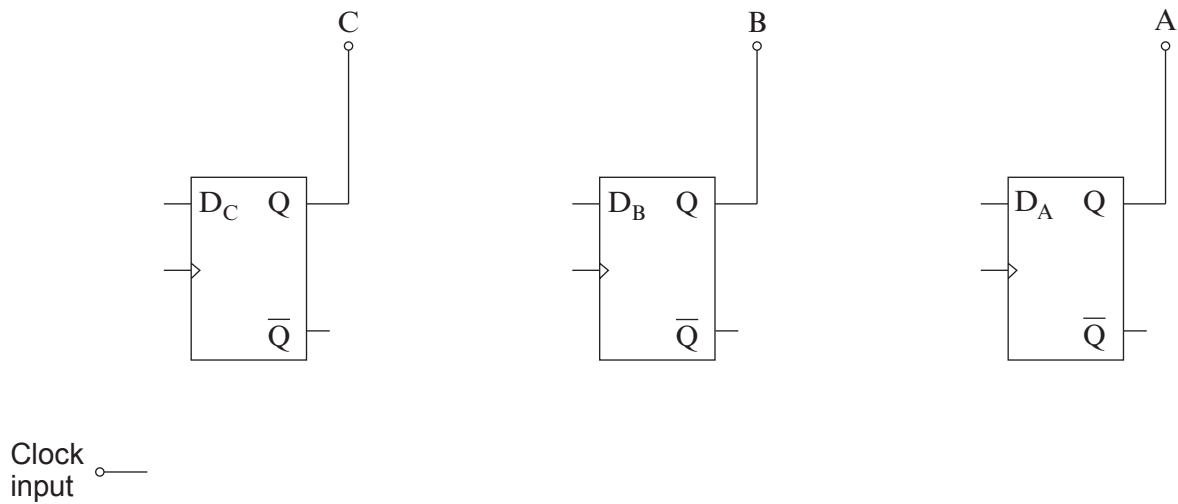 C B A
D_C Q D_B Q D_A Q
Q̅ Q̅ Q̅
Clock
input